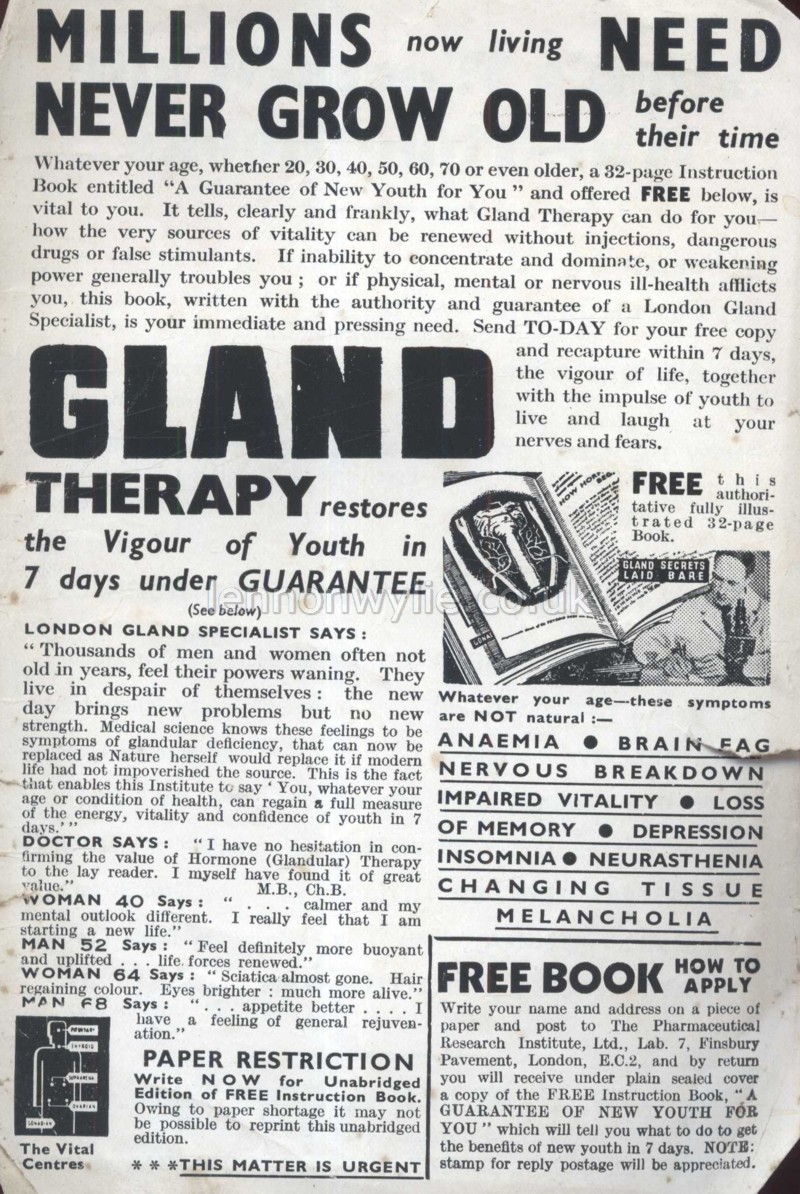 MILLIONS now living NEED
NEVER GROW OLD before
their time
Whatever your age, whether 20, 30, 40, 50, 60, 70 or even older, a 32-page Instruction
Book entitled "A Guarantee of New Youth for You" and offered FREE below, is
vital to you. It tells, clearly and frankly, what Gland Therapy can do for you—
how the very sources of vitality can be renewed without injections, dangerous
drugs or false stimulants. If inability to concentrate and dominate, or weakening
power generally troubles you ; or if physical, mental or nervous ill-health afflicts
you, this book, written with the authority and guarantee of a London Gland
Specialist, is your immediate and pressing need. Send TO-DAY for your free copy
and recapture within 7 days,
the vigour of life, together
with the impulse of youth to
live and laugh at your
nerves and fears.
GLAND
THERAPY restores
the Vigour of Youth in
7 days under GUARANTEE
(See below)
lennonwylie.co.uk
LONDON GLAND SPECIALIST SAYS :
" Thousands of men and women often not
old in years, feel their powers waning. They
live in despair of themselves : the new
day brings new problems but no new
strength. Medical science knows these feelings to be
symptoms of glandular deficiency, that can now be
replaced as Nature herself would replace it if modern
life had not impoverished the source. This is the fact
that enables this Institute to say ' You, whatever your
age or condition of health, can regain a full measure
of the energy, vitality and confidence of youth in 7
days.' "
DOCTOR SAYS : " I have no hesitation in con-
firming the value of Hormone (Glandular) Therapy
to the lay reader. I myself have found it of great
value." M.B., Ch.B.
WOMAN 40 Says : " . . . calmer and my
mental outlook different. I really feel that I am
starting a new life."
MAN 52 Says : " Feel definitely more buoyant
and uplifted . . . life forces renewed."
WOMAN 64 Says : " Sciatica almost gone. Hair
regaining colour. Eyes brighter : much more alive."
MAN 68 Says : " . . . appetite better . . . . I
have a feeling of general rejuven-
ation."
The Vital
Centres
PAPER RESTRICTION
Write NOW for Unabridged
Edition of FREE Instruction Book.
Owing to paper shortage it may not
be possible to reprint this unabridged
edition.
* * * THIS MATTER IS URGENT
FREE this
authori-
tative fully illus-
trated 32-page
Book.
GLAND SECRETS
LAID BARE
Whatever your age—these symptoms
are NOT natural :—
ANAEMIA ● BRAIN FAG
NERVOUS BREAKDOWN
IMPAIRED VITALITY ● LOSS
OF MEMORY ● DEPRESSION
INSOMNIA ● NEURASTHENIA
CHANGING TISSUE
MELANCHOLIA
FREE BOOK HOW TO
APPLY
Write your name and address on a piece of
paper and post to The Pharmaceutical
Research Institute, Ltd., Lab. 7, Finsbury
Pavement, London, E.C.2, and by return
you will receive under plain sealed cover
a copy of the FREE Instruction Book, " A
GUARANTEE OF NEW YOUTH FOR
YOU " which will tell you what to do to get
the benefits of new youth in 7 days. NOTE:
stamp for reply postage will be appreciated.